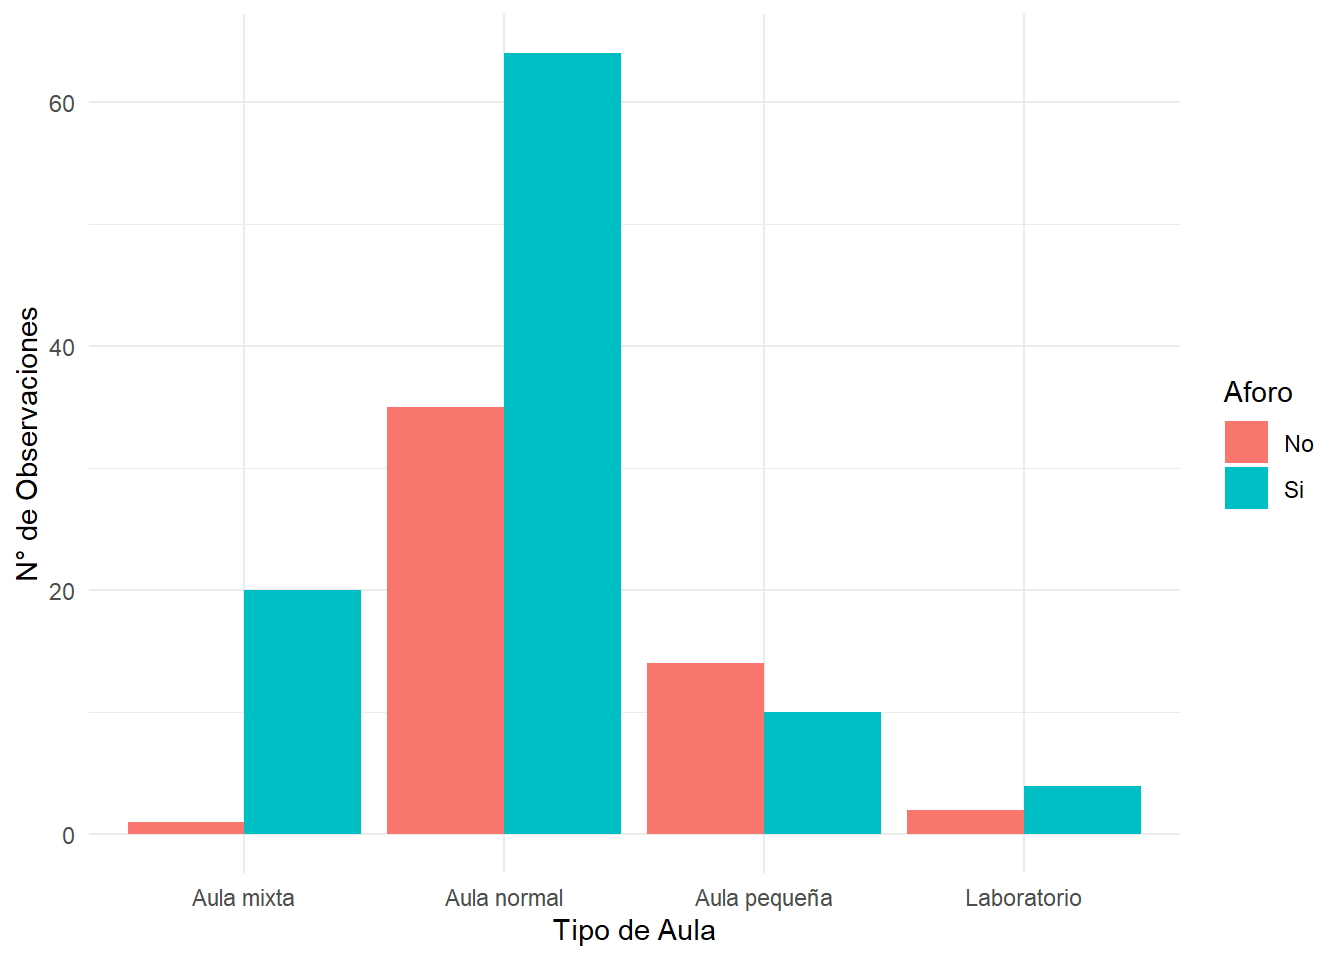 60
40
20
0
N° de Observaciones
Aula mixta
Aula normal
Aula pequeña
Laboratorio
Tipo de Aula
Aforo
No
Si